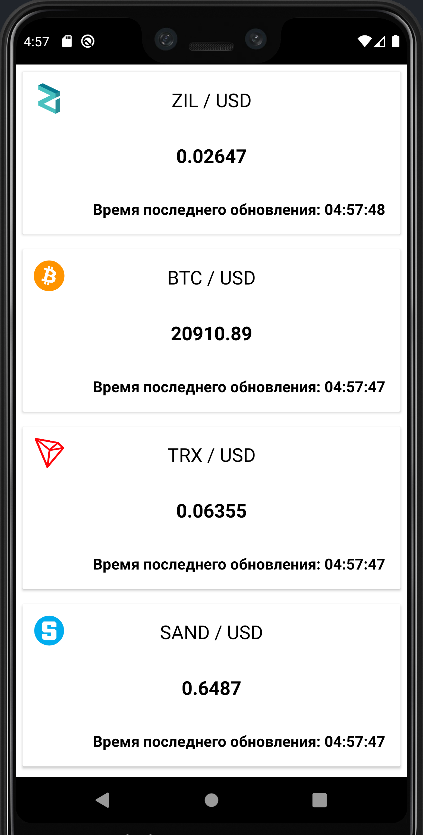 4:57
ZIL / USD
0.02647
Время последнего обновления: 04:57:48
BTC / USD
20910.89
Время последнего обновления: 04:57:47
TRX / USD
0.06355
Время последнего обновления: 04:57:47
SAND / USD
0.6487
Время последнего обновления: 04:57:47